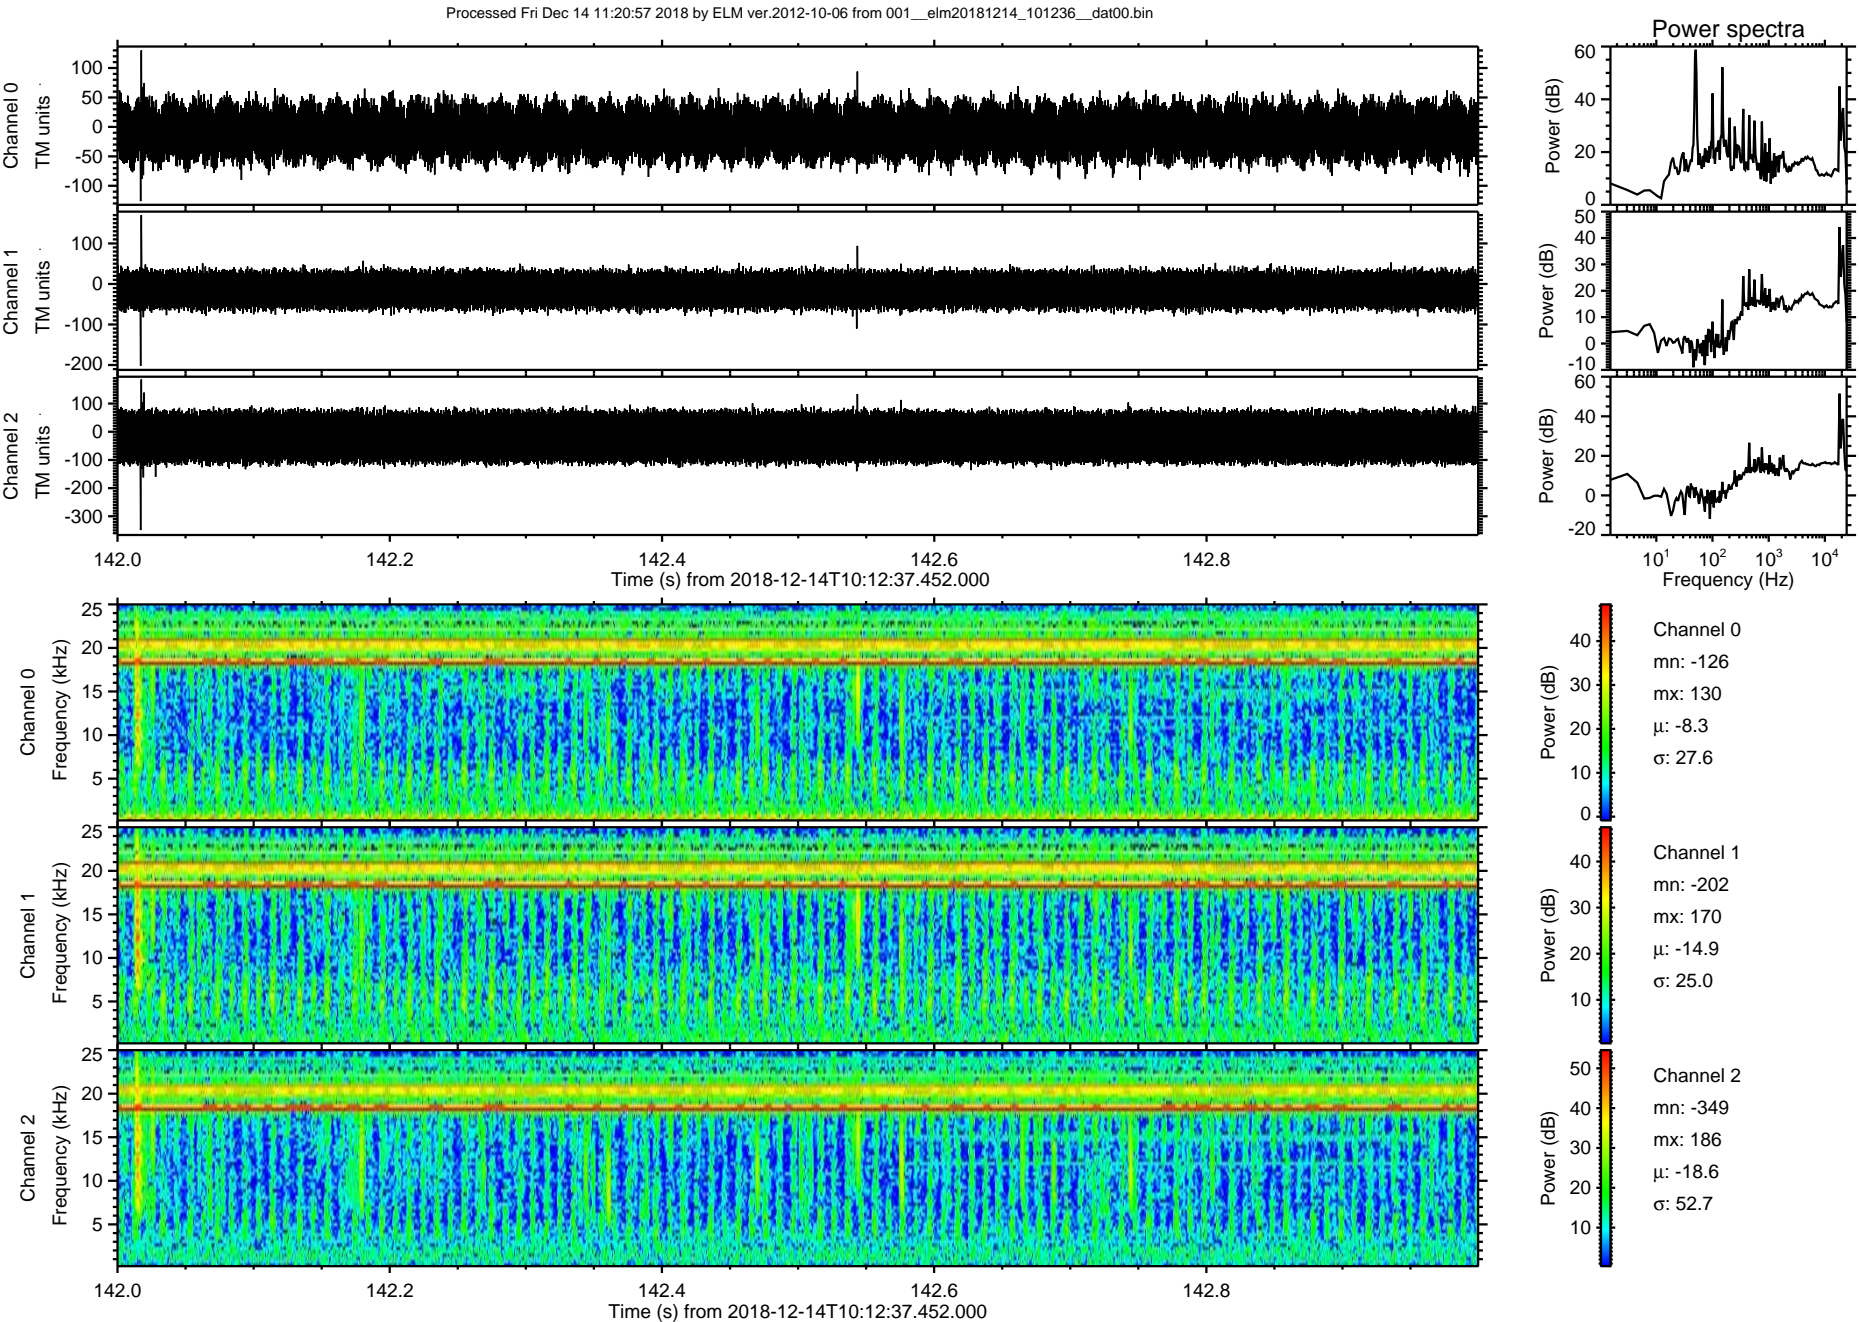 Processed Fri Dec 14 11:20:57 2018 by ELM ver.2012-10-06 from 001__elm20181214_101236__dat00.bin
Power spectra
Channel 0
TM units
100
50
0
-50
-100
Power (dB)
60
40
20
0
Channel 1
TM units
100
0
-100
-200
Power (dB)
50
40
30
20
10
0
-10
Channel 2
TM units
100
0
-100
-200
-300
Power (dB)
60
40
20
0
-20
142.0 142.2 142.4 142.6 142.8
Time (s) from 2018-12-14T10:12:37.452.000
10^1 10^2 10^3 10^4
Frequency (Hz)
Channel 0
Frequency (kHz)
25
20
15
10
5
Power (dB)
40
30
20
10
0
Channel 0
mn: -126
mx: 130
µ: -8.3
σ: 27.6
Channel 1
Frequency (kHz)
25
20
15
10
5
Power (dB)
40
30
20
10
Channel 1
mn: -202
mx: 170
µ: -14.9
σ: 25.0
Channel 2
Frequency (kHz)
25
20
15
10
5
Power (dB)
50
40
30
20
10
Channel 2
mn: -349
mx: 186
µ: -18.6
σ: 52.7
142.0 142.2 142.4 142.6 142.8
Time (s) from 2018-12-14T10:12:37.452.000